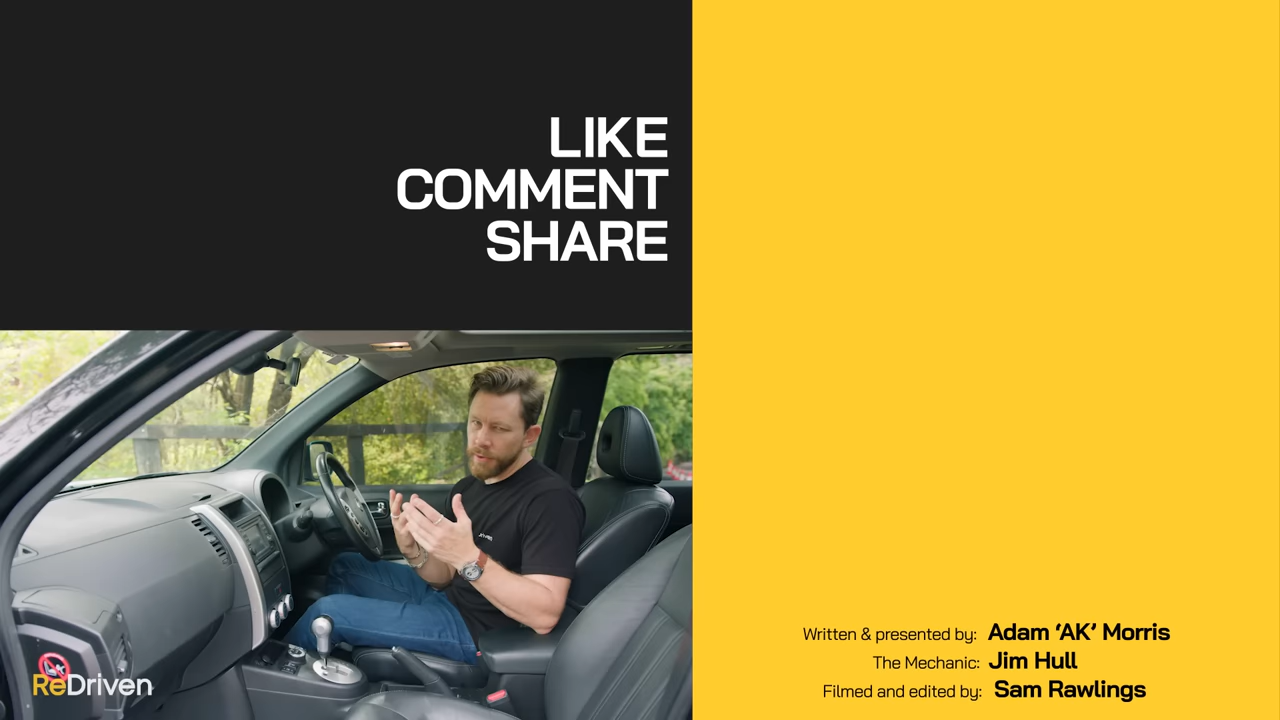 LIKE
COMMENT
SHARE
ReDriven
Written & presented by: Adam ‘AK’ Morris
The Mechanic: Jim Hull
Filmed and edited by: Sam Rawlings